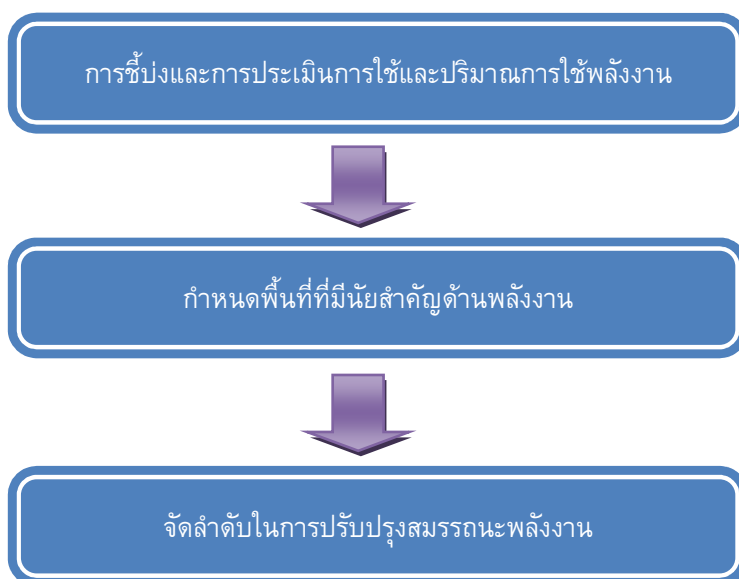 การชี้บ่งและการประเมินการใช้และปริมาณการใช้พลังงาน
กำหนดพื้นที่ที่มีนัยสำคัญด้านพลังงาน
จัดลำดับในการปรับปรุงสมรรถนะพลังงาน